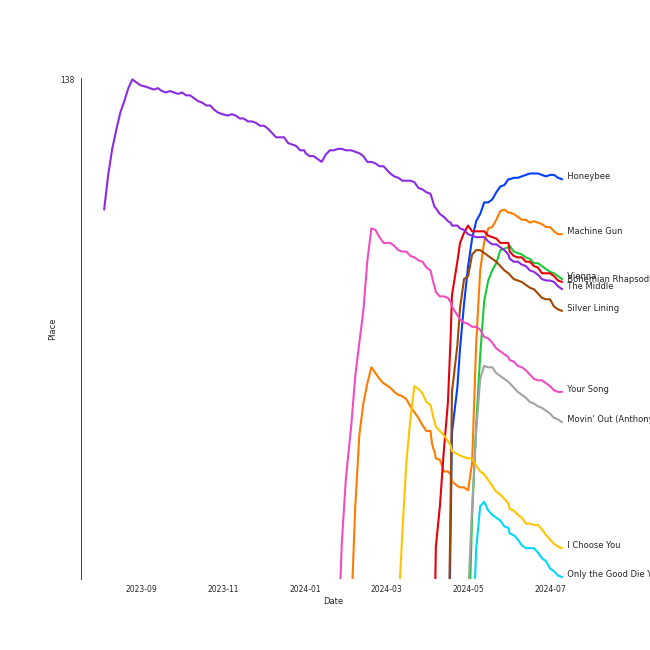 138
Honeybee
Machine Gun
Vienna
Bohemian Rhapsod
The Middle
Silver Lining
Place
Your Song
Movin' Out (Anthony
I Choose You
Only the Good Die Y
2023-09 2023-11 2024-01 2024-03 2024-05 2024-07
Date